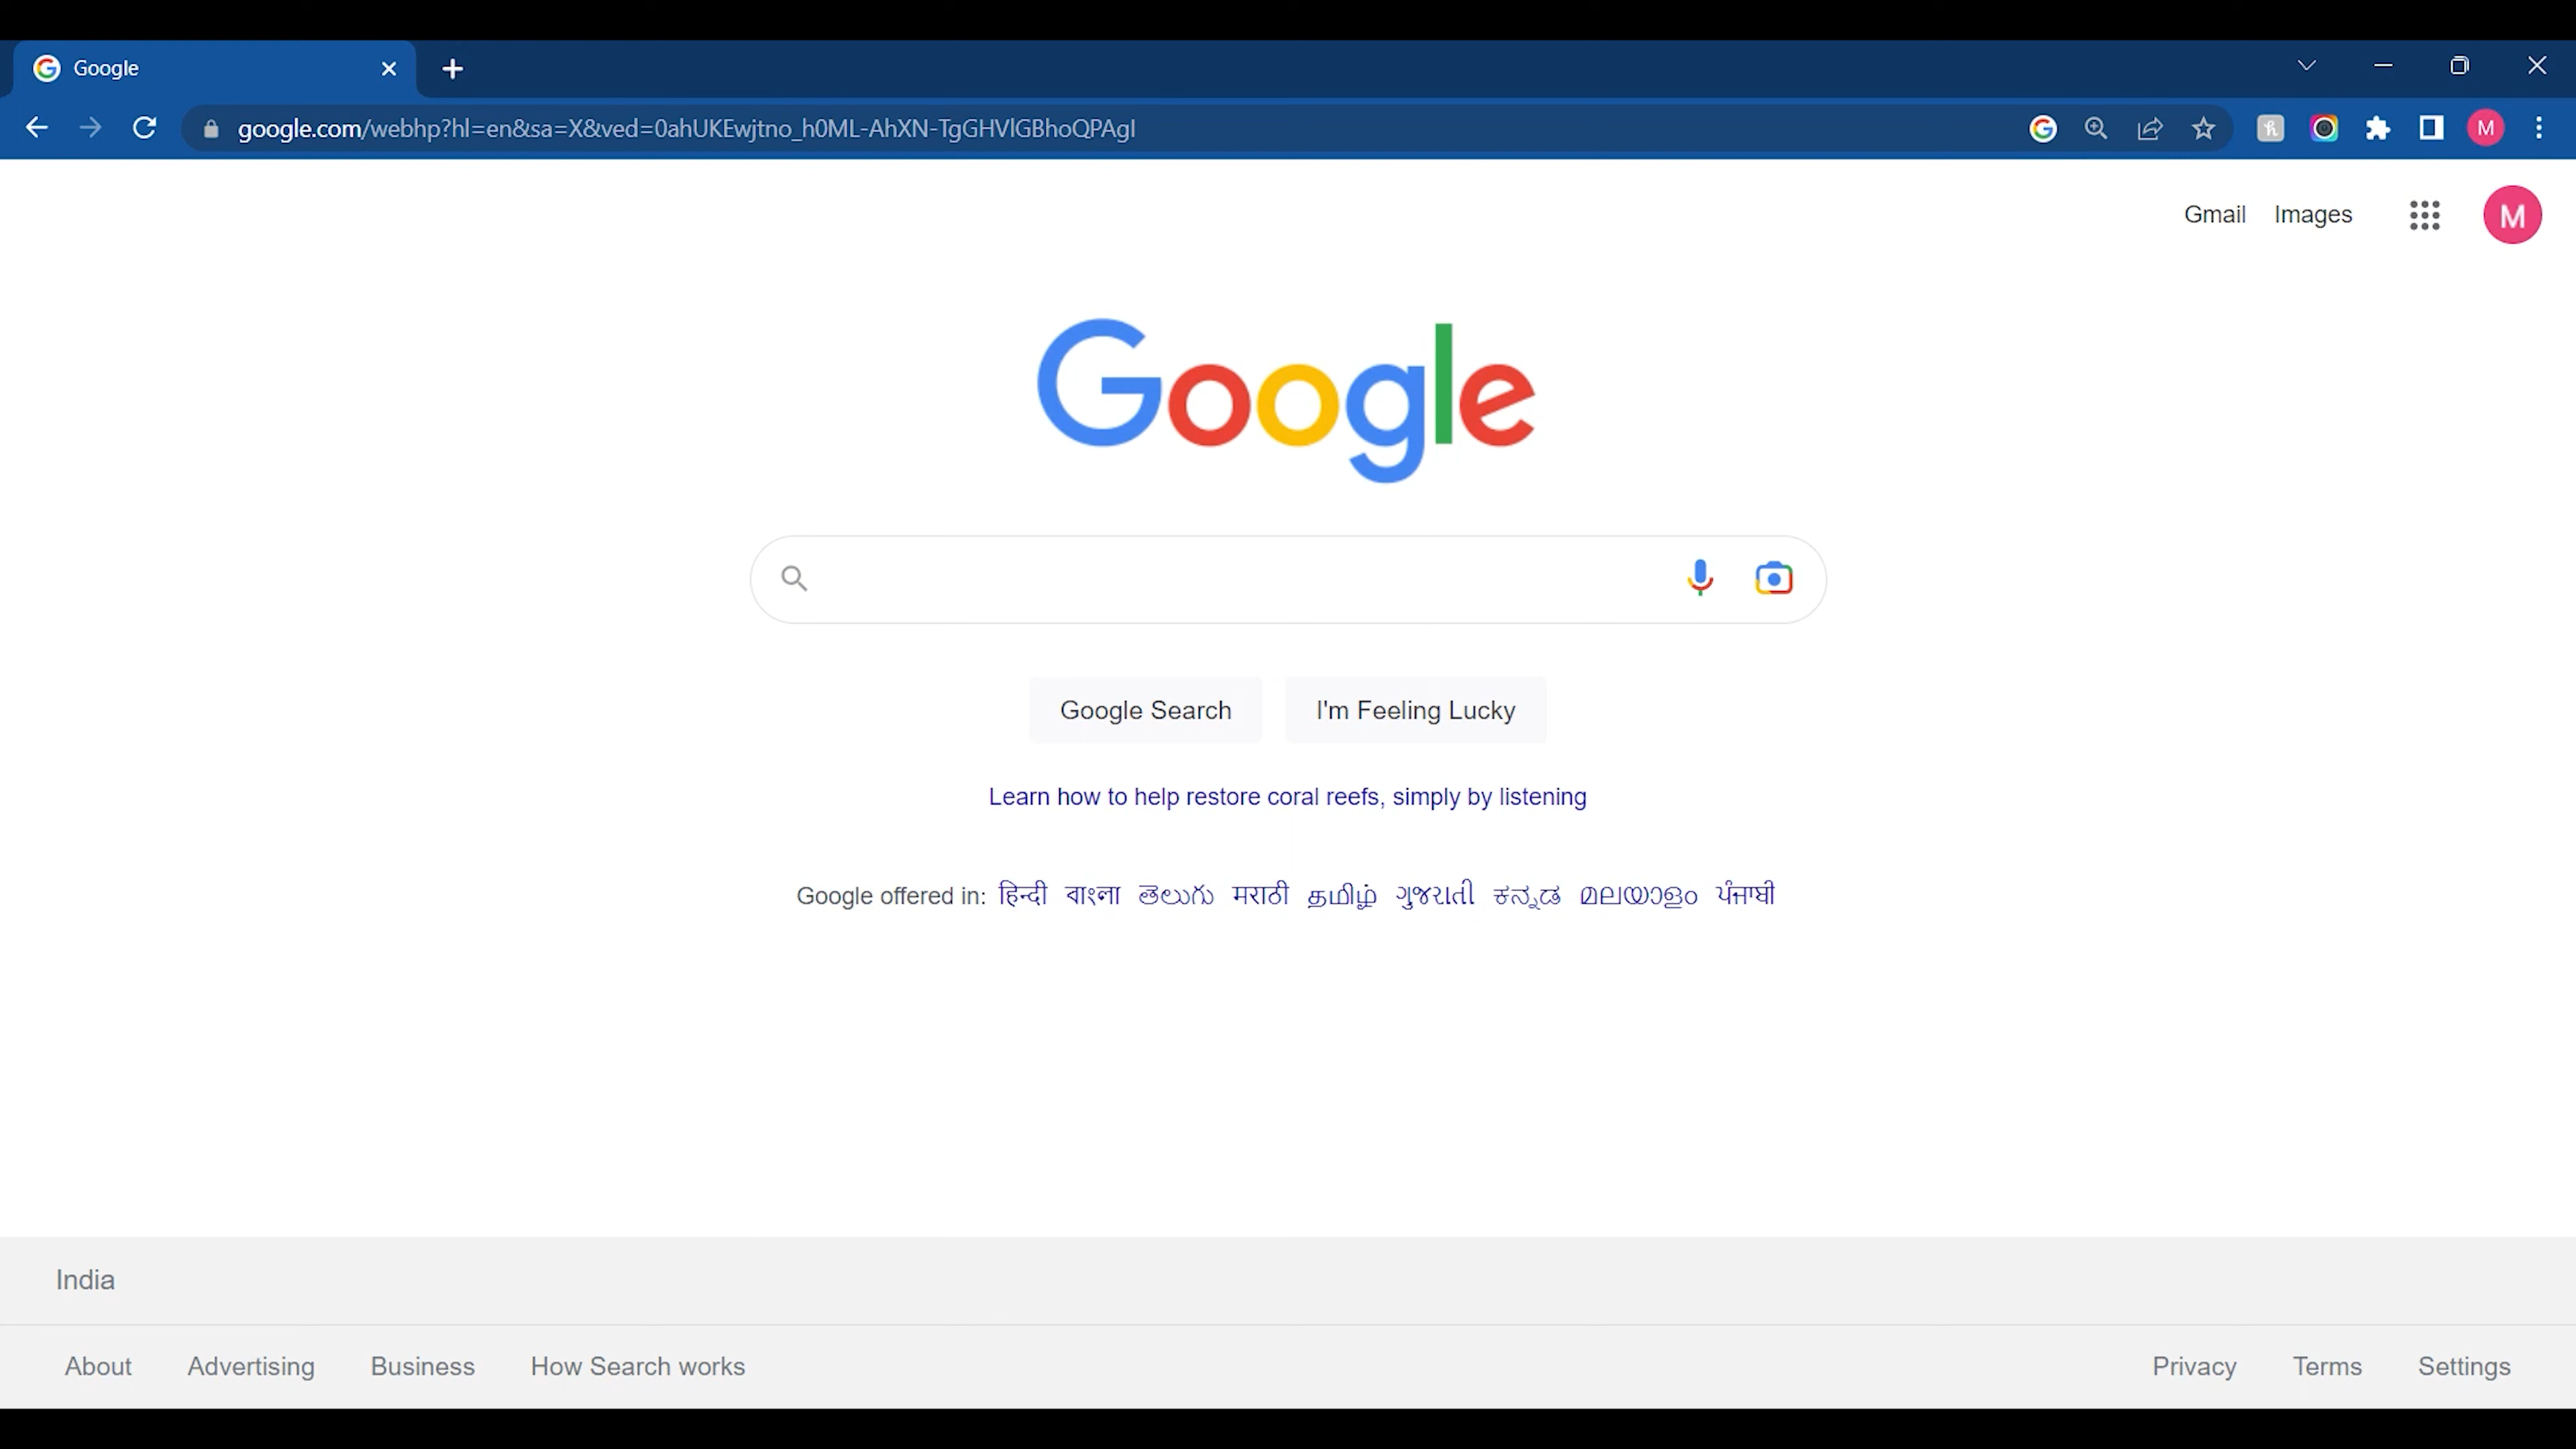 Google
google.com/webhp?hl=en&sa=X&ved=0ahUKEwjtno_h0ML-AhXN-TgGHVlGBhoQPAgI
M
Gmail Images M
Google
Google Search I'm Feeling Lucky
Learn how to help restore coral reefs, simply by listening
Google offered in: हिन्दी বাংলা తెలుగు मराठी தமிழ் ગુજરાતી ಕನ್ನಡ മലയാളം ਪੰਜਾਬੀ
India
About Advertising Business How Search works Privacy Terms Settings